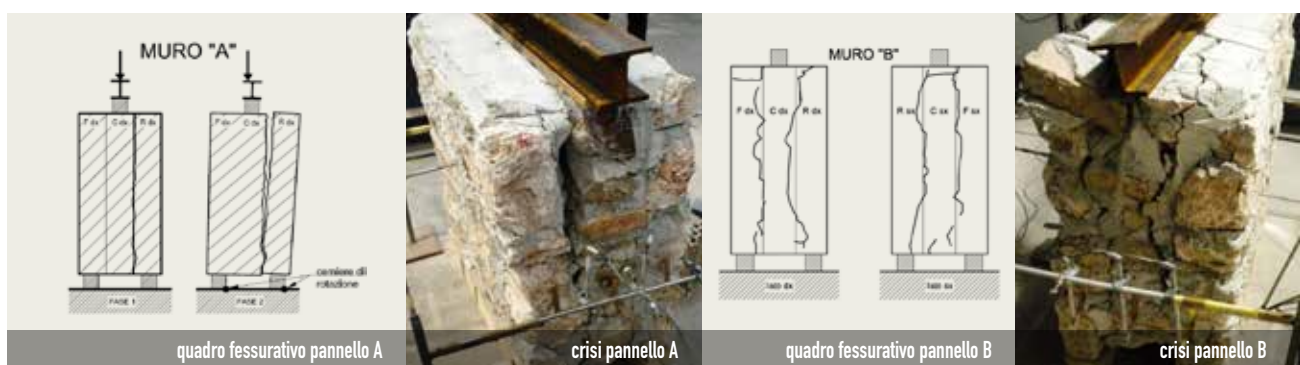 MURO "A"
F dx C dx R dx
F dx C dx R dx
cerniere di
rotazione
FASE 1
FASE 2
quadro fessurativo pannello A
crisi pannello A
MURO "B"
F dx C dx R dx
R sx C sx F sx
lato dx
lato sx
quadro fessurativo pannello B
crisi pannello B